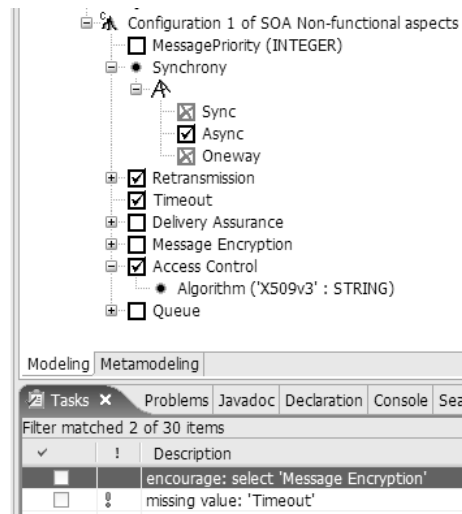 Configuration 1 of SOA Non-functional aspects
MessagePriority (INTEGER)
Synchrony
Sync
Async
Oneway
Retransmission
Timeout
Delivery Assurance
Message Encryption
Access Control
Algorithm ('X509v3' : STRING)
Queue
Modeling Metamodeling
Tasks Problems Javadoc Declaration Console Sea
Filter matched 2 of 30 items
! Description
encourage: select 'Message Encryption'
missing value: 'Timeout'